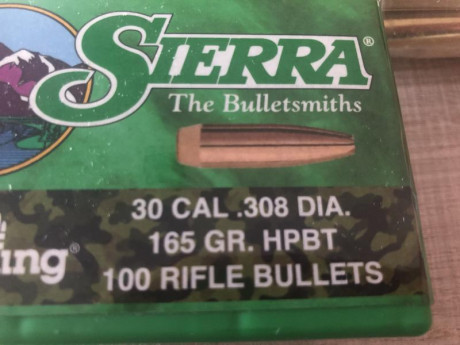 SIERRA®
The Bulletsmiths
30 CAL .308 DIA.
165 GR. HPBT
100 RIFLE BULLETS